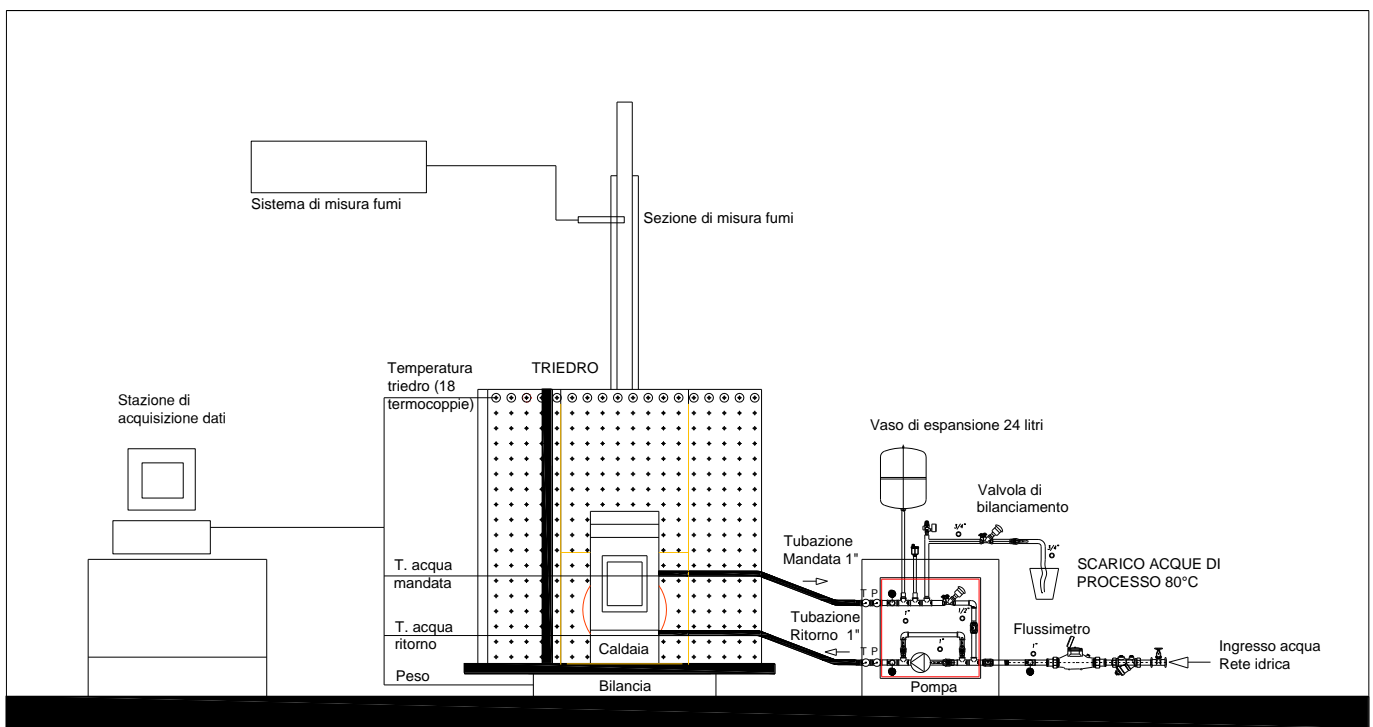 Sistema di misura fumi
Sezione di misura fumi
Temperatura
triedro (18
termocoppie)
TRIEDRO
Stazione di
acquisizione dati
Vaso di espansione 24 litri
Valvola di
bilanciamento
3/4"
3/4"
SCARICO ACQUE DI
PROCESSO 80°C
T. acqua
mandata
Tubazione
Mandata 1"
T P
1"
1/2"
T. acqua
ritorno
Tubazione
Ritorno 1"
T P
1"
Flussimetro
1"
Ingresso acqua
Rete idrica
Caldaia
Peso
Bilancia
Pompa